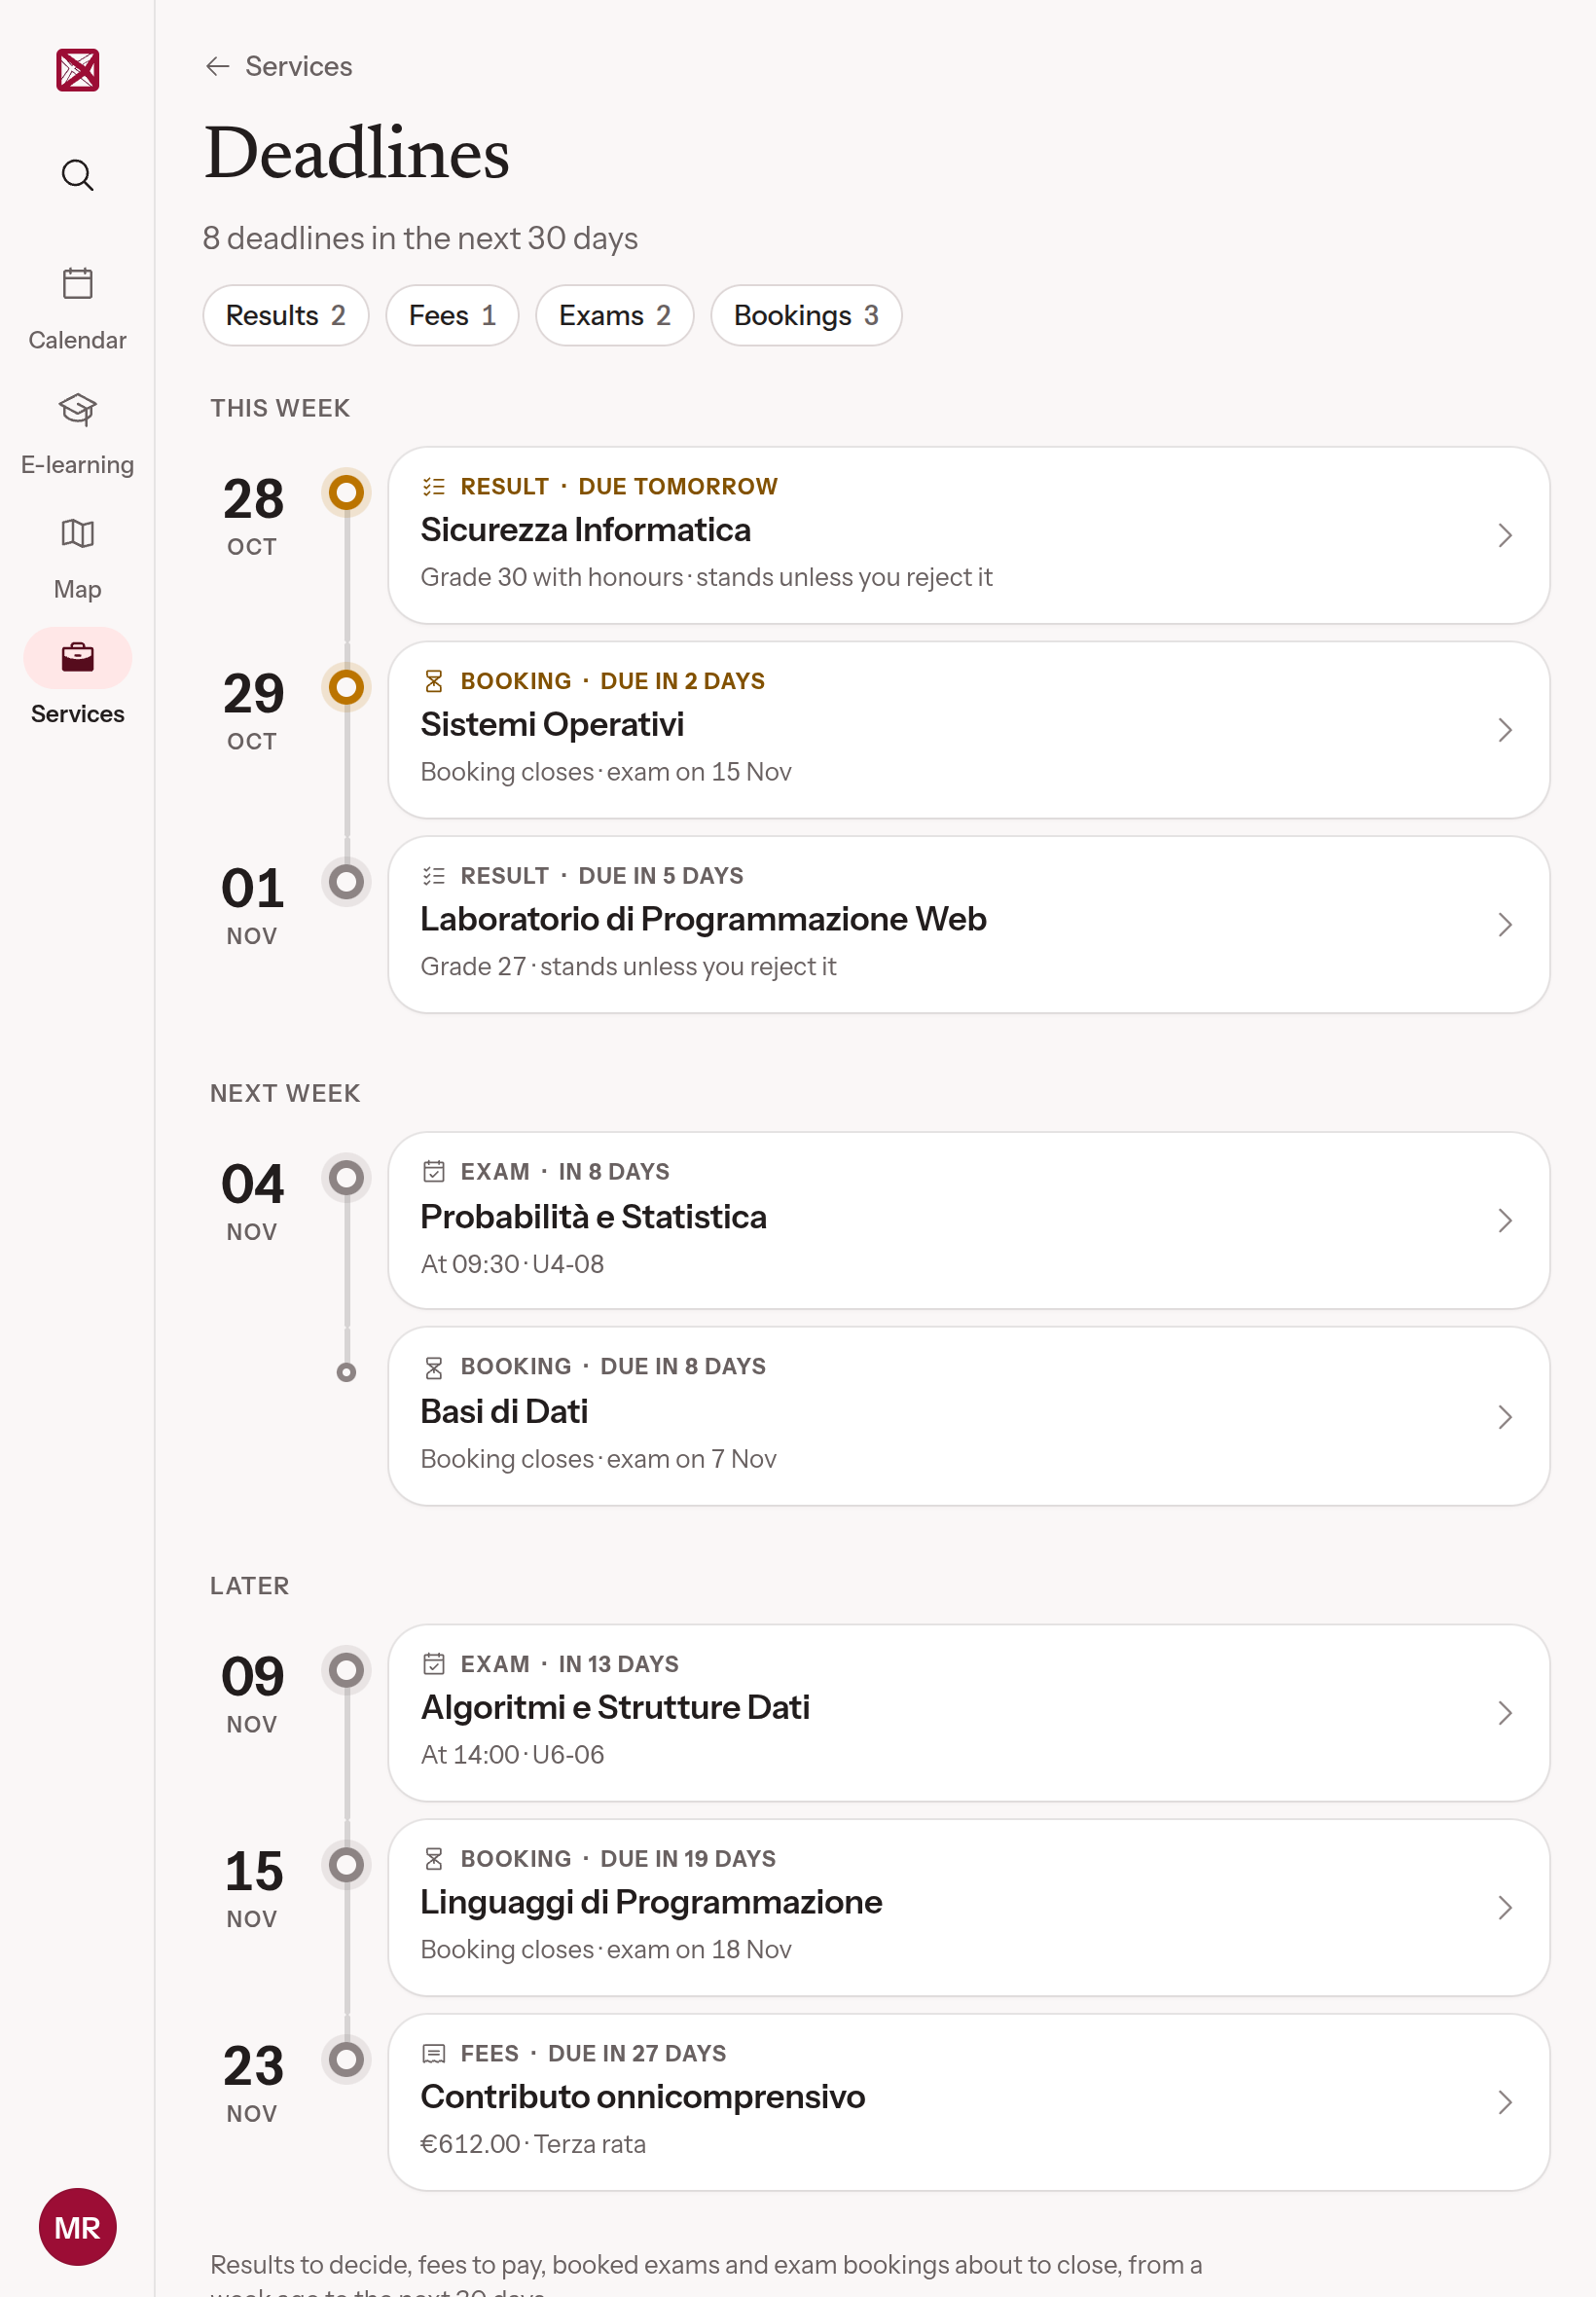 Services
Deadlines
8 deadlines in the next 30 days
Results 2
Fees 1
Exams 2
Bookings 3
Calendar
E-learning
Map
Services
THIS WEEK
28
OCT
RESULT · DUE TOMORROW
Sicurezza Informatica
Grade 30 with honours · stands unless you reject it
29
OCT
BOOKING · DUE IN 2 DAYS
Sistemi Operativi
Booking closes · exam on 15 Nov
01
NOV
RESULT · DUE IN 5 DAYS
Laboratorio di Programmazione Web
Grade 27 · stands unless you reject it
NEXT WEEK
04
NOV
EXAM · IN 8 DAYS
Probabilità e Statistica
At 09:30 · U4-08
BOOKING · DUE IN 8 DAYS
Basi di Dati
Booking closes · exam on 7 Nov
LATER
09
NOV
EXAM · IN 13 DAYS
Algoritmi e Strutture Dati
At 14:00 · U6-06
15
NOV
BOOKING · DUE IN 19 DAYS
Linguaggi di Programmazione
Booking closes · exam on 18 Nov
23
NOV
FEES · DUE IN 27 DAYS
Contributo onnicomprensivo
€612.00 · Terza rata
MR
Results to decide, fees to pay, booked exams and exam bookings about to close, from a
week ago to the next 30 days